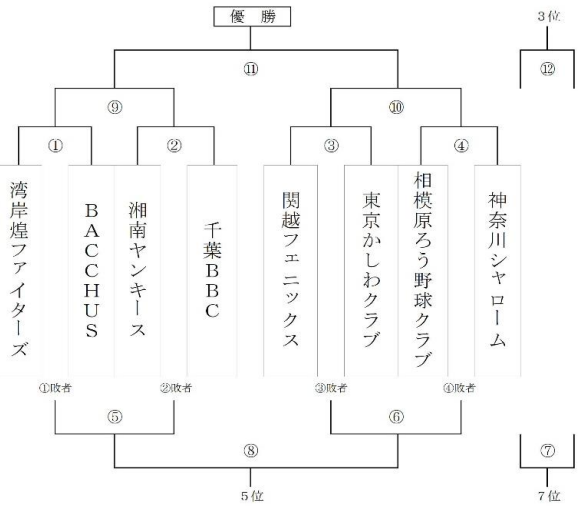 優　勝
3位
⑪
⑫
⑨
⑩
①
②
③
④
湾岸煌ファイターズ
BACCHUS
湘南ヤンキース
千葉BBC
関越フェニックス
東京かしわクラブ
相模原ろう野球クラブ
神奈川シャローム
①敗者
②敗者
③敗者
④敗者
⑤
⑥
⑧
⑦
5位
7位